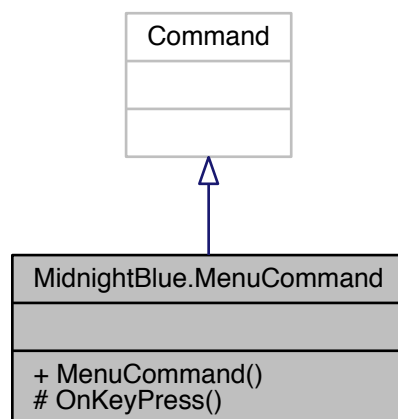 Command
MidnightBlue.MenuCommand
+ MenuCommand()
# OnKeyPress()